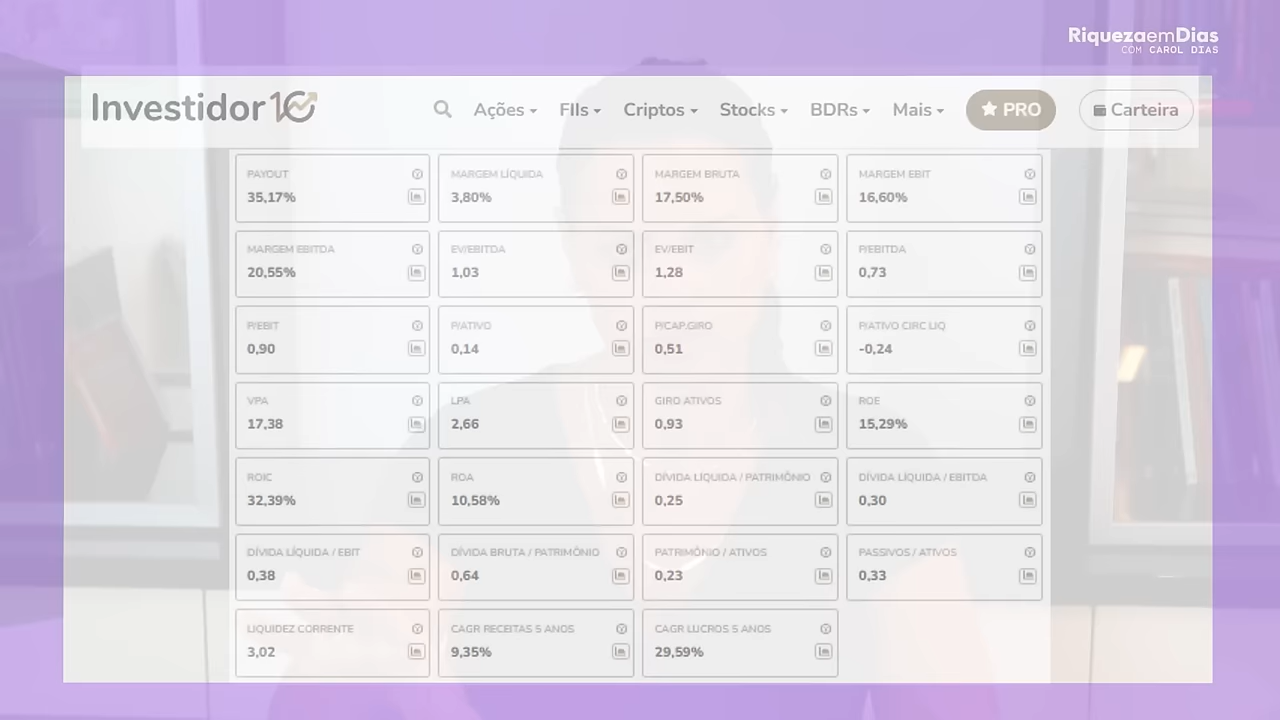 RiquezaemDias
COM CAROL DIAS
Investidor10
Ações FIIs Criptos Stocks BDRs Mais PRO Carteira
PAYOUT MARGEM LÍQUIDA MARGEM BRUTA MARGEM EBIT
35,17% 3,80% 17,50% 16,60%
MARGEM EBITDA EV/EBITDA EV/EBIT P/EBITDA
20,55% 1,03 1,28 0,73
P/EBIT P/ATIVO P/CAP.GIRO P/ATIVO CIRC LIQ
0,90 0,14 0,51 -0,24
VPA LPA GIRO ATIVOS ROE
17,38 2,66 0,93 15,29%
ROIC ROA DÍVIDA LÍQUIDA / PATRIMÔNIO DÍVIDA LÍQUIDA / EBITDA
32,39% 10,58% 0,25 0,30
DÍVIDA LÍQUIDA / EBIT DÍVIDA BRUTA / PATRIMÔNIO PATRIMÔNIO / ATIVOS PASSIVOS / ATIVOS
0,38 0,64 0,23 0,33
LIQUIDEZ CORRENTE CAGR RECEITAS 5 ANOS CAGR LUCROS 5 ANOS
3,02 9,35% 29,59%